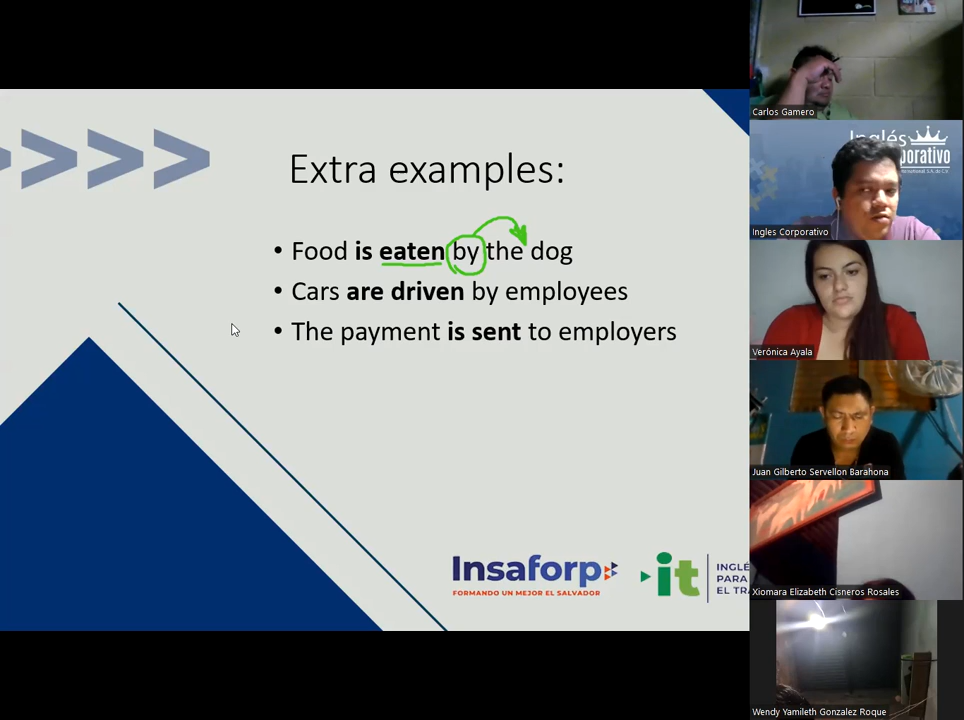 Extra examples:
• Food is eaten by the dog
• Cars are driven by employees
• The payment is sent to employers
Insaforp
FORMANDO UN MEJOR EL SALVADOR
it
INGLÉ
PARA
EL TR
Carlos Gamero
Inglés
porativo
Ingles Corporativo
Verónica Ayala
Juan Gilberto Servellon Barahona
Xiomara Elizabeth Cisneros Rosales
Wendy Yamileth Gonzalez Roque